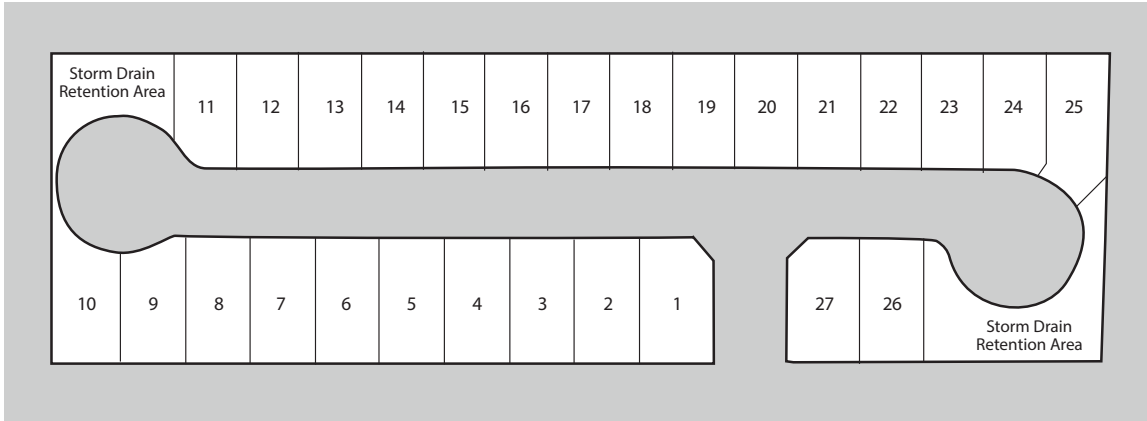 Storm Drain
Retention Area
11 12 13 14 15 16 17 18 19 20 21 22 23 24 25
10 9 8 7 6 5 4 3 2 1 27 26
Storm Drain
Retention Area